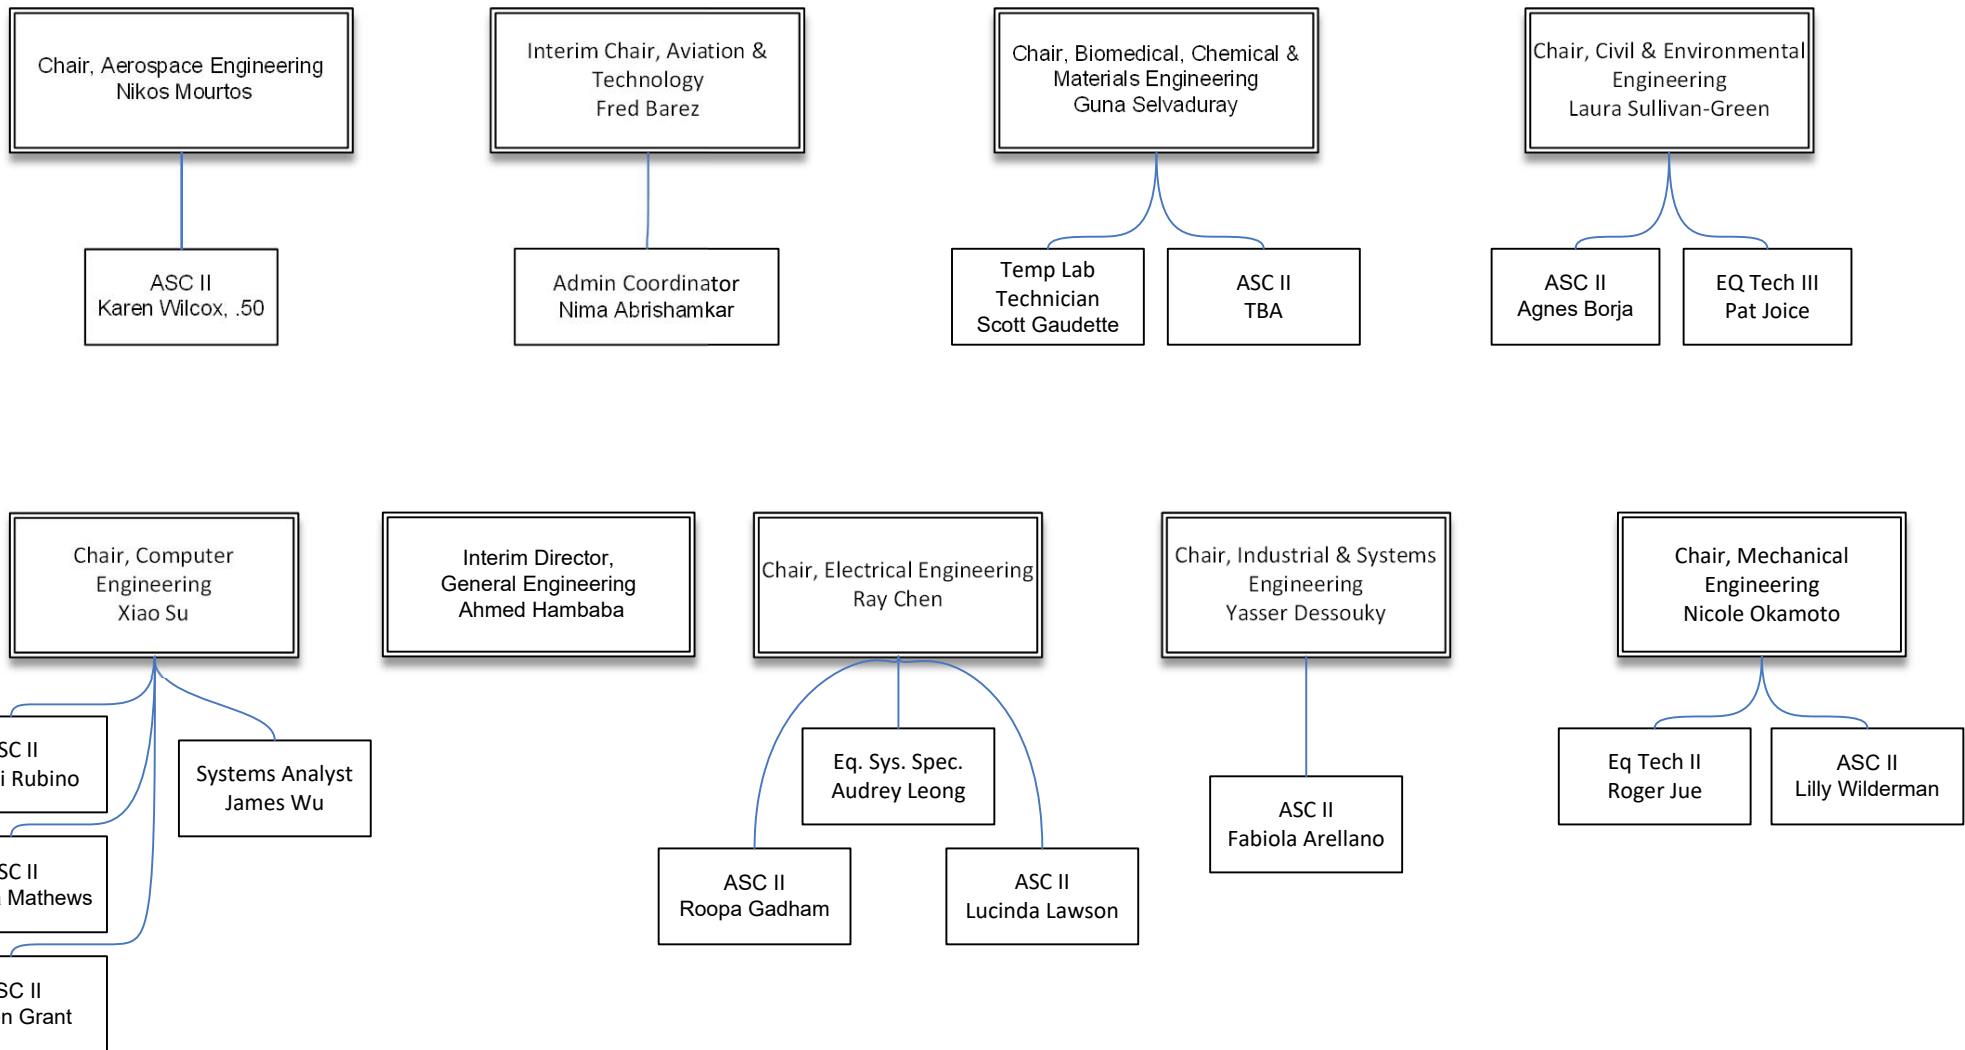 Chair, Aerospace Engineering
Nikos Mourtos
Interim Chair, Aviation &
Technology
Fred Barez
Chair, Biomedical, Chemical &
Materials Engineering
Guna Selvaduray
Chair, Civil & Environmental
Engineering
Laura Sullivan-Green
ASC II
Karen Wilcox, .50
Admin Coordinator
Nima Abrishamkar
Temp Lab
Technician
Scott Gaudette
ASC II
TBA
ASC II
Agnes Borja
EQ Tech III
Pat Joice
Chair, Computer
Engineering
Xiao Su
Interim Director,
General Engineering
Ahmed Hambaba
Chair, Electrical Engineering
Ray Chen
Chair, Industrial & Systems
Engineering
Yasser Dessouky
Chair, Mechanical
Engineering
Nicole Okamoto
II
Rubino
Systems Analyst
James Wu
II
Mathews
II
Grant
Eq. Sys. Spec.
Audrey Leong
ASC II
Roopa Gadham
ASC II
Lucinda Lawson
ASC II
Fabiola Arellano
Eq Tech II
Roger Jue
ASC II
Lilly Wilderman